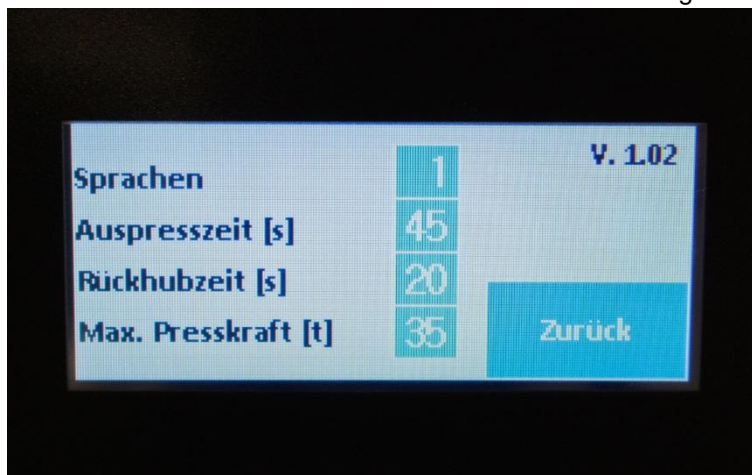 V. 1.02
Sprachen 1
Auspresszeit [s] 45
Rückhubzeit [s] 20
Max. Presskraft [t] 35
Zurück